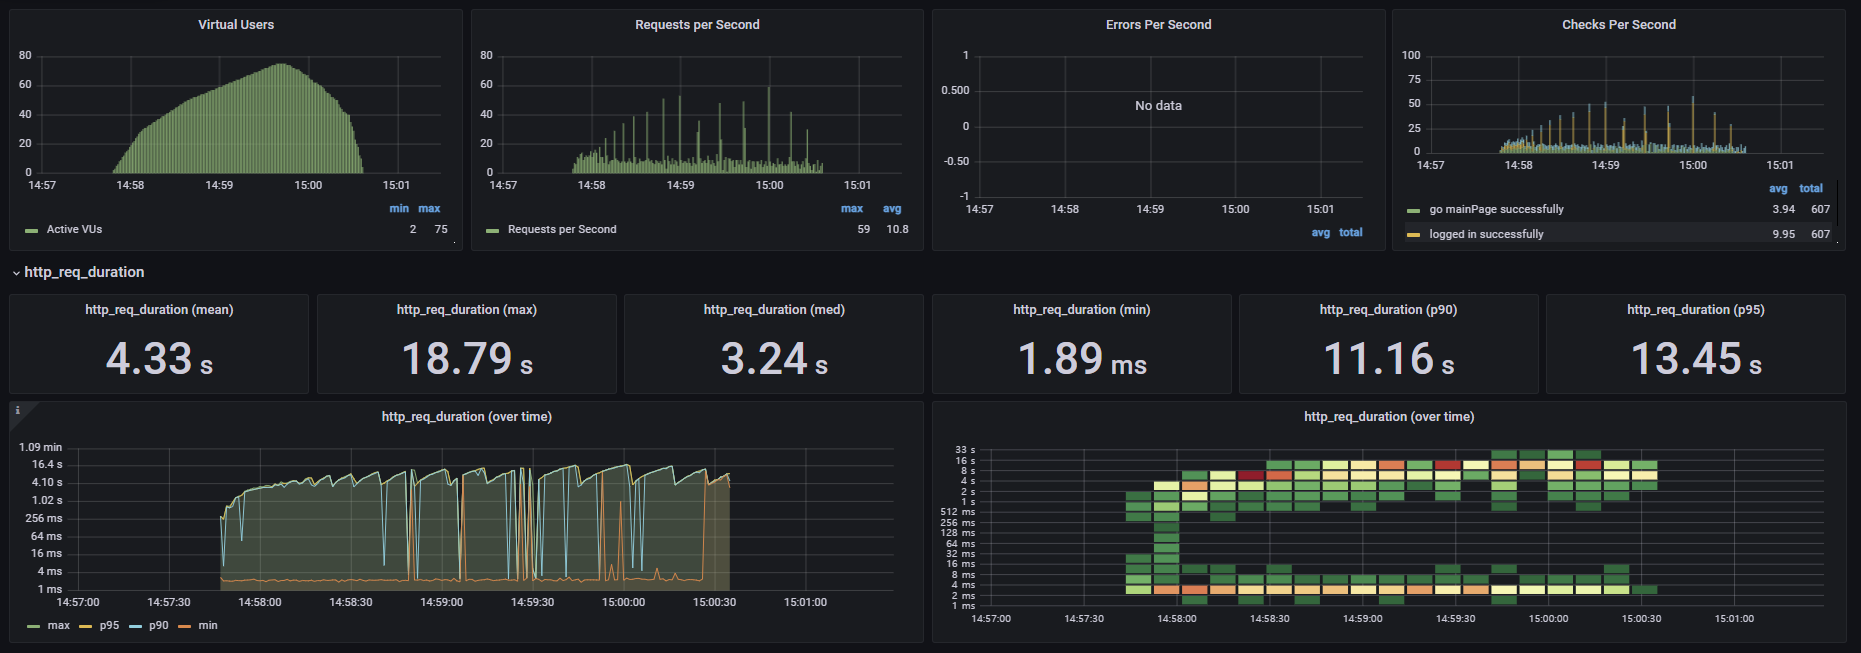 Virtual Users
80
60
40
20
0
14:57 14:58 14:59 15:00 15:01
min max
Active VUs 2 75
Requests per Second
80
60
40
20
0
14:57 14:58 14:59 15:00 15:01
max avg
Requests per Second 59 10.8
Errors Per Second
1
0.500
0
-0.50
-1
No data
14:57 14:58 14:59 15:00 15:01
avg total
Checks Per Second
100
75
50
25
0
14:57 14:58 14:59 15:00 15:01
avg total
go mainPage successfully 3.94 607
logged in successfully 9.95 607
http_req_duration
http_req_duration (mean)
4.33 s
http_req_duration (max)
18.79 s
http_req_duration (med)
3.24 s
http_req_duration (min)
1.89 ms
http_req_duration (p90)
11.16 s
http_req_duration (p95)
13.45 s
i
http_req_duration (over time)
1.09 min
16.4 s
4.10 s
1.02 s
256 ms
64 ms
16 ms
4 ms
1 ms
14:57:00 14:57:30 14:58:00 14:58:30 14:59:00 14:59:30 15:00:00 15:00:30 15:01:00
max p95 p90 min
http_req_duration (over time)
33 s
16 s
8 s
4 s
2 s
1 s
512 ms
256 ms
128 ms
64 ms
32 ms
16 ms
8 ms
4 ms
2 ms
1 ms
14:57:00 14:57:30 14:58:00 14:58:30 14:59:00 14:59:30 15:00:00 15:00:30 15:01:00